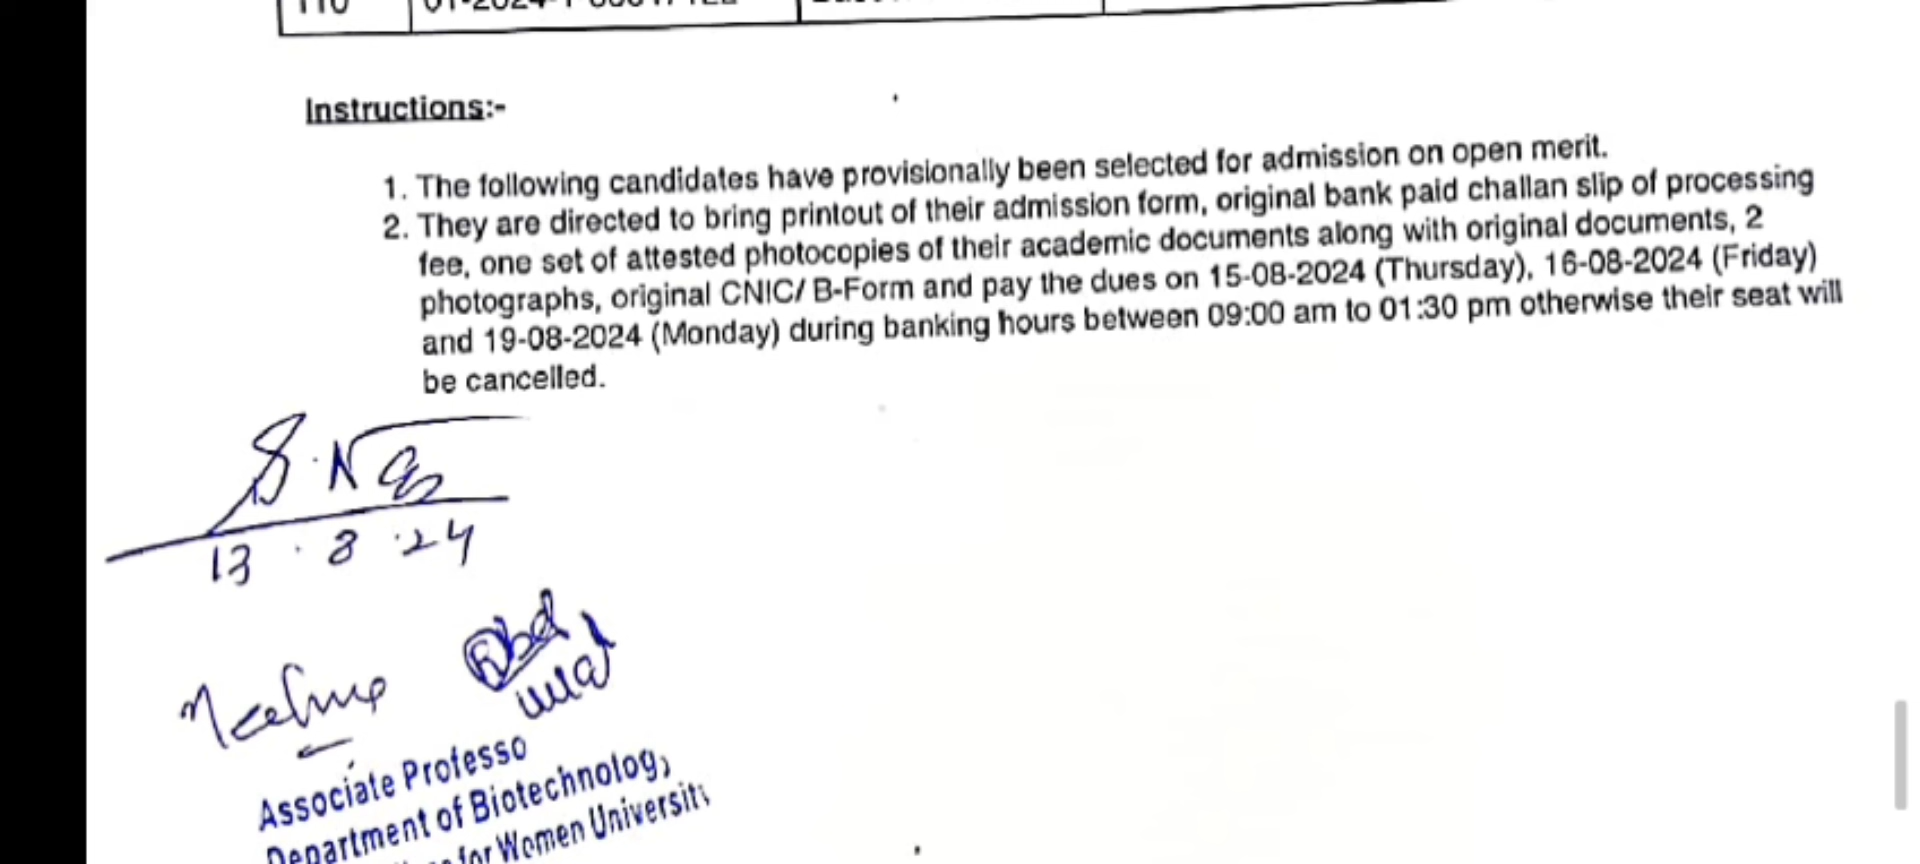 110
Instructions:-
1. The following candidates have provisionally been selected for admission on open merit.
2. They are directed to bring printout of their admission form, original bank paid challan slip of processing
fee, one set of attested photocopies of their academic documents along with original documents, 2
photographs, original CNIC/ B-Form and pay the dues on 15-08-2024 (Thursday), 16-08-2024 (Friday)
and 19-08-2024 (Monday) during banking hours between 09:00 am to 01:30 pm otherwise their seat will
be cancelled.
13.8.24
Associate Professo
Department of Biotechnology,
for Women University